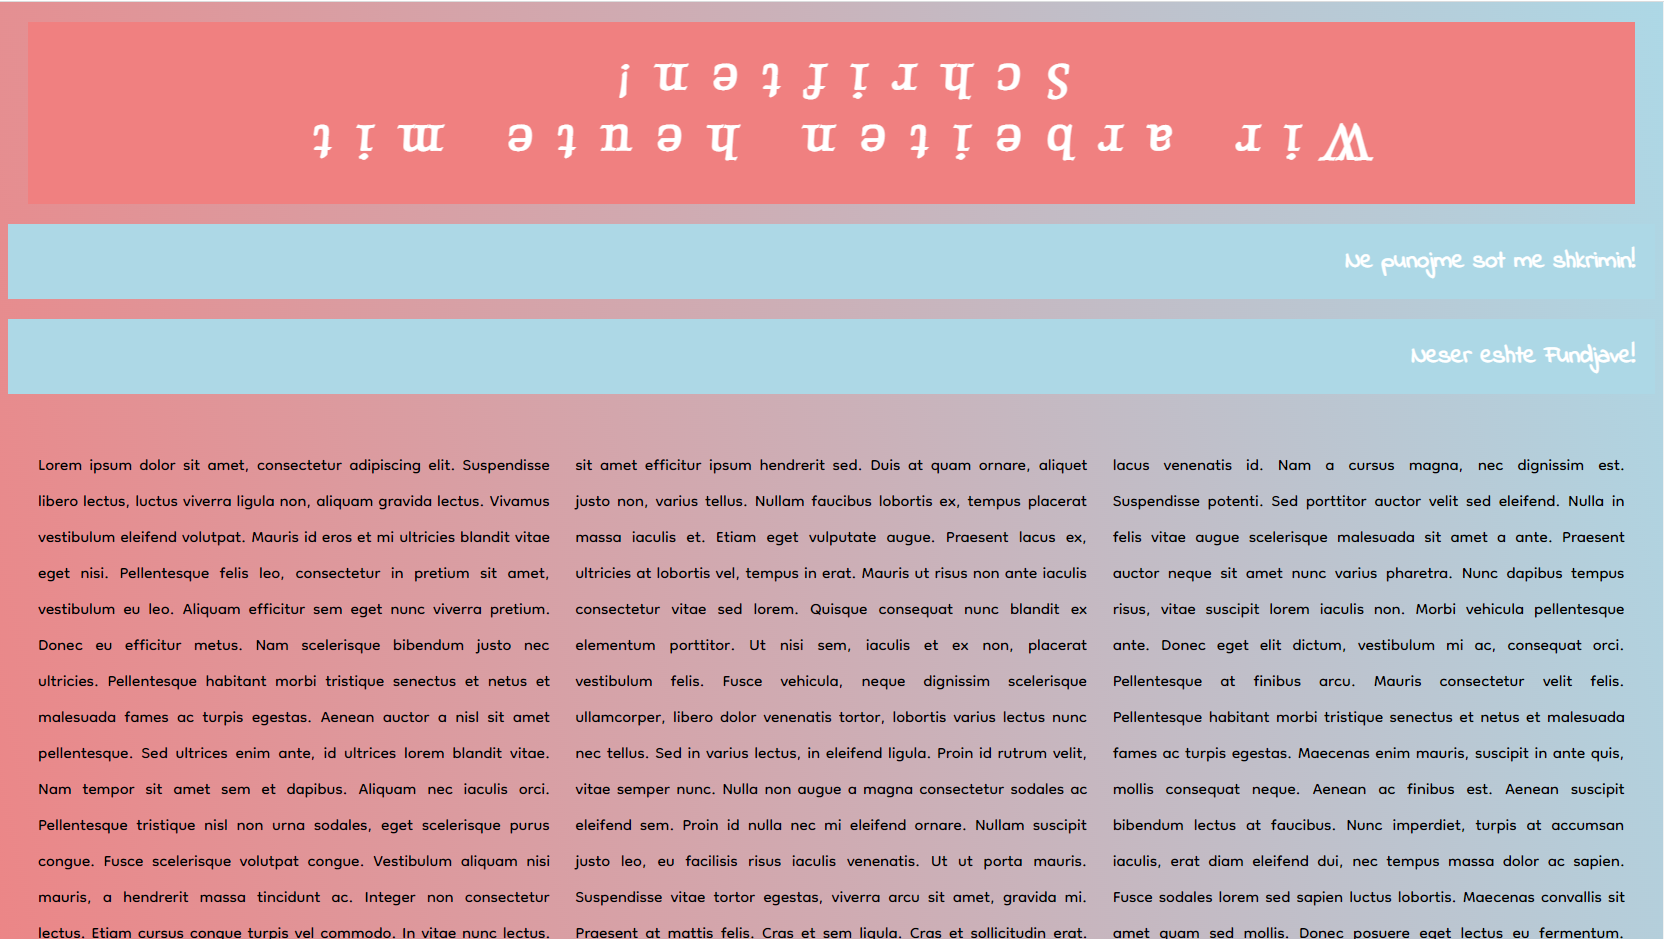 Wir arbeiten heute mit
Schriften!
Ne punojme sot me shkrimin!
Neser eshte Fundjave!
Lorem ipsum dolor sit amet, consectetur adipiscing elit. Suspendisse
libero lectus, luctus viverra ligula non, aliquam gravida lectus. Vivamus
vestibulum eleifend volutpat. Mauris id eros et mi ultricies blandit vitae
eget nisi. Pellentesque felis leo, consectetur in pretium sit amet,
vestibulum eu leo. Aliquam efficitur sem eget nunc viverra pretium.
Donec eu efficitur metus. Nam scelerisque bibendum justo nec
ultricies. Pellentesque habitant morbi tristique senectus et netus et
malesuada fames ac turpis egestas. Aenean auctor a nisl sit amet
pellentesque. Sed ultrices enim ante, id ultrices lorem blandit vitae.
Nam tempor sit amet sem et dapibus. Aliquam nec iaculis orci.
Pellentesque tristique nisl non urna sodales, eget scelerisque purus
congue. Fusce scelerisque volutpat congue. Vestibulum aliquam nisi
mauris, a hendrerit massa tincidunt ac. Integer non consectetur
lectus. Etiam cursus congue turpis vel commodo. In vitae nunc lectus.
sit amet efficitur ipsum hendrerit sed. Duis at quam ornare, aliquet
justo non, varius tellus. Nullam faucibus lobortis ex, tempus placerat
massa iaculis et. Etiam eget vulputate augue. Praesent lacus ex,
ultricies at lobortis vel, tempus in erat. Mauris ut risus non ante iaculis
consectetur vitae sed lorem. Quisque consequat nunc blandit ex
elementum porttitor. Ut nisi sem, iaculis et ex non, placerat
vestibulum felis. Fusce vehicula, neque dignissim scelerisque
ullamcorper, libero dolor venenatis tortor, lobortis varius lectus nunc
nec tellus. Sed in varius lectus, in eleifend ligula. Proin id rutrum velit,
vitae semper nunc. Nulla non augue a magna consectetur sodales ac
eleifend sem. Proin id nulla nec mi eleifend ornare. Nullam suscipit
justo leo, eu facilisis risus iaculis venenatis. Ut ut porta mauris.
Suspendisse vitae tortor egestas, viverra arcu sit amet, gravida mi.
Praesent at mattis felis. Cras et sem ligula. Cras et sollicitudin erat.
lacus venenatis id. Nam a cursus magna, nec dignissim est.
Suspendisse potenti. Sed porttitor auctor velit sed eleifend. Nulla in
felis vitae augue scelerisque malesuada sit amet a ante. Praesent
auctor neque sit amet nunc varius pharetra. Nunc dapibus tempus
risus, vitae suscipit lorem iaculis non. Morbi vehicula pellentesque
ante. Donec eget elit dictum, vestibulum mi ac, consequat orci.
Pellentesque at finibus arcu. Mauris consectetur velit felis.
Pellentesque habitant morbi tristique senectus et netus et malesuada
fames ac turpis egestas. Maecenas enim mauris, suscipit in ante quis,
mollis consequat neque. Aenean ac finibus est. Aenean suscipit
bibendum lectus at faucibus. Nunc imperdiet, turpis at accumsan
iaculis, erat diam eleifend dui, nec tempus massa dolor ac sapien.
Fusce sodales lorem sed sapien luctus lobortis. Maecenas convallis sit
amet quam sed mollis. Donec posuere eget lectus eu fermentum.